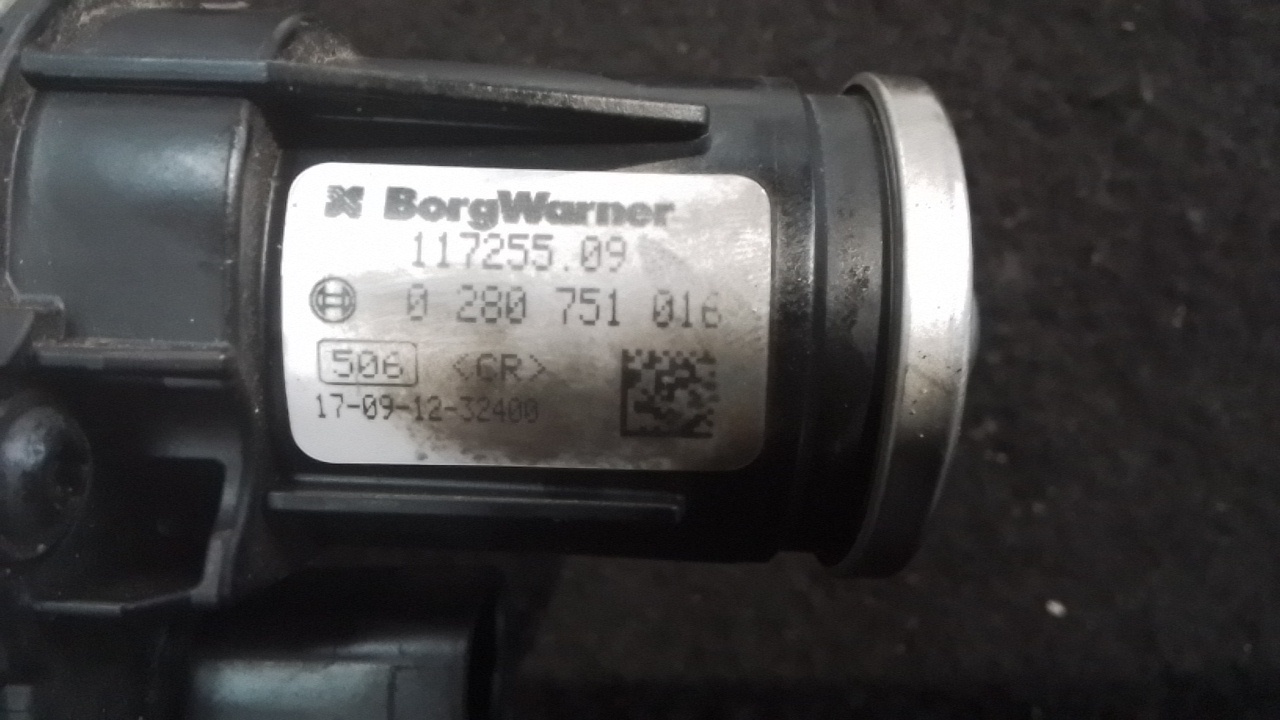 BorgWarner
117255.09
0 280 751 016
506 <CR>
17-09-12-32400